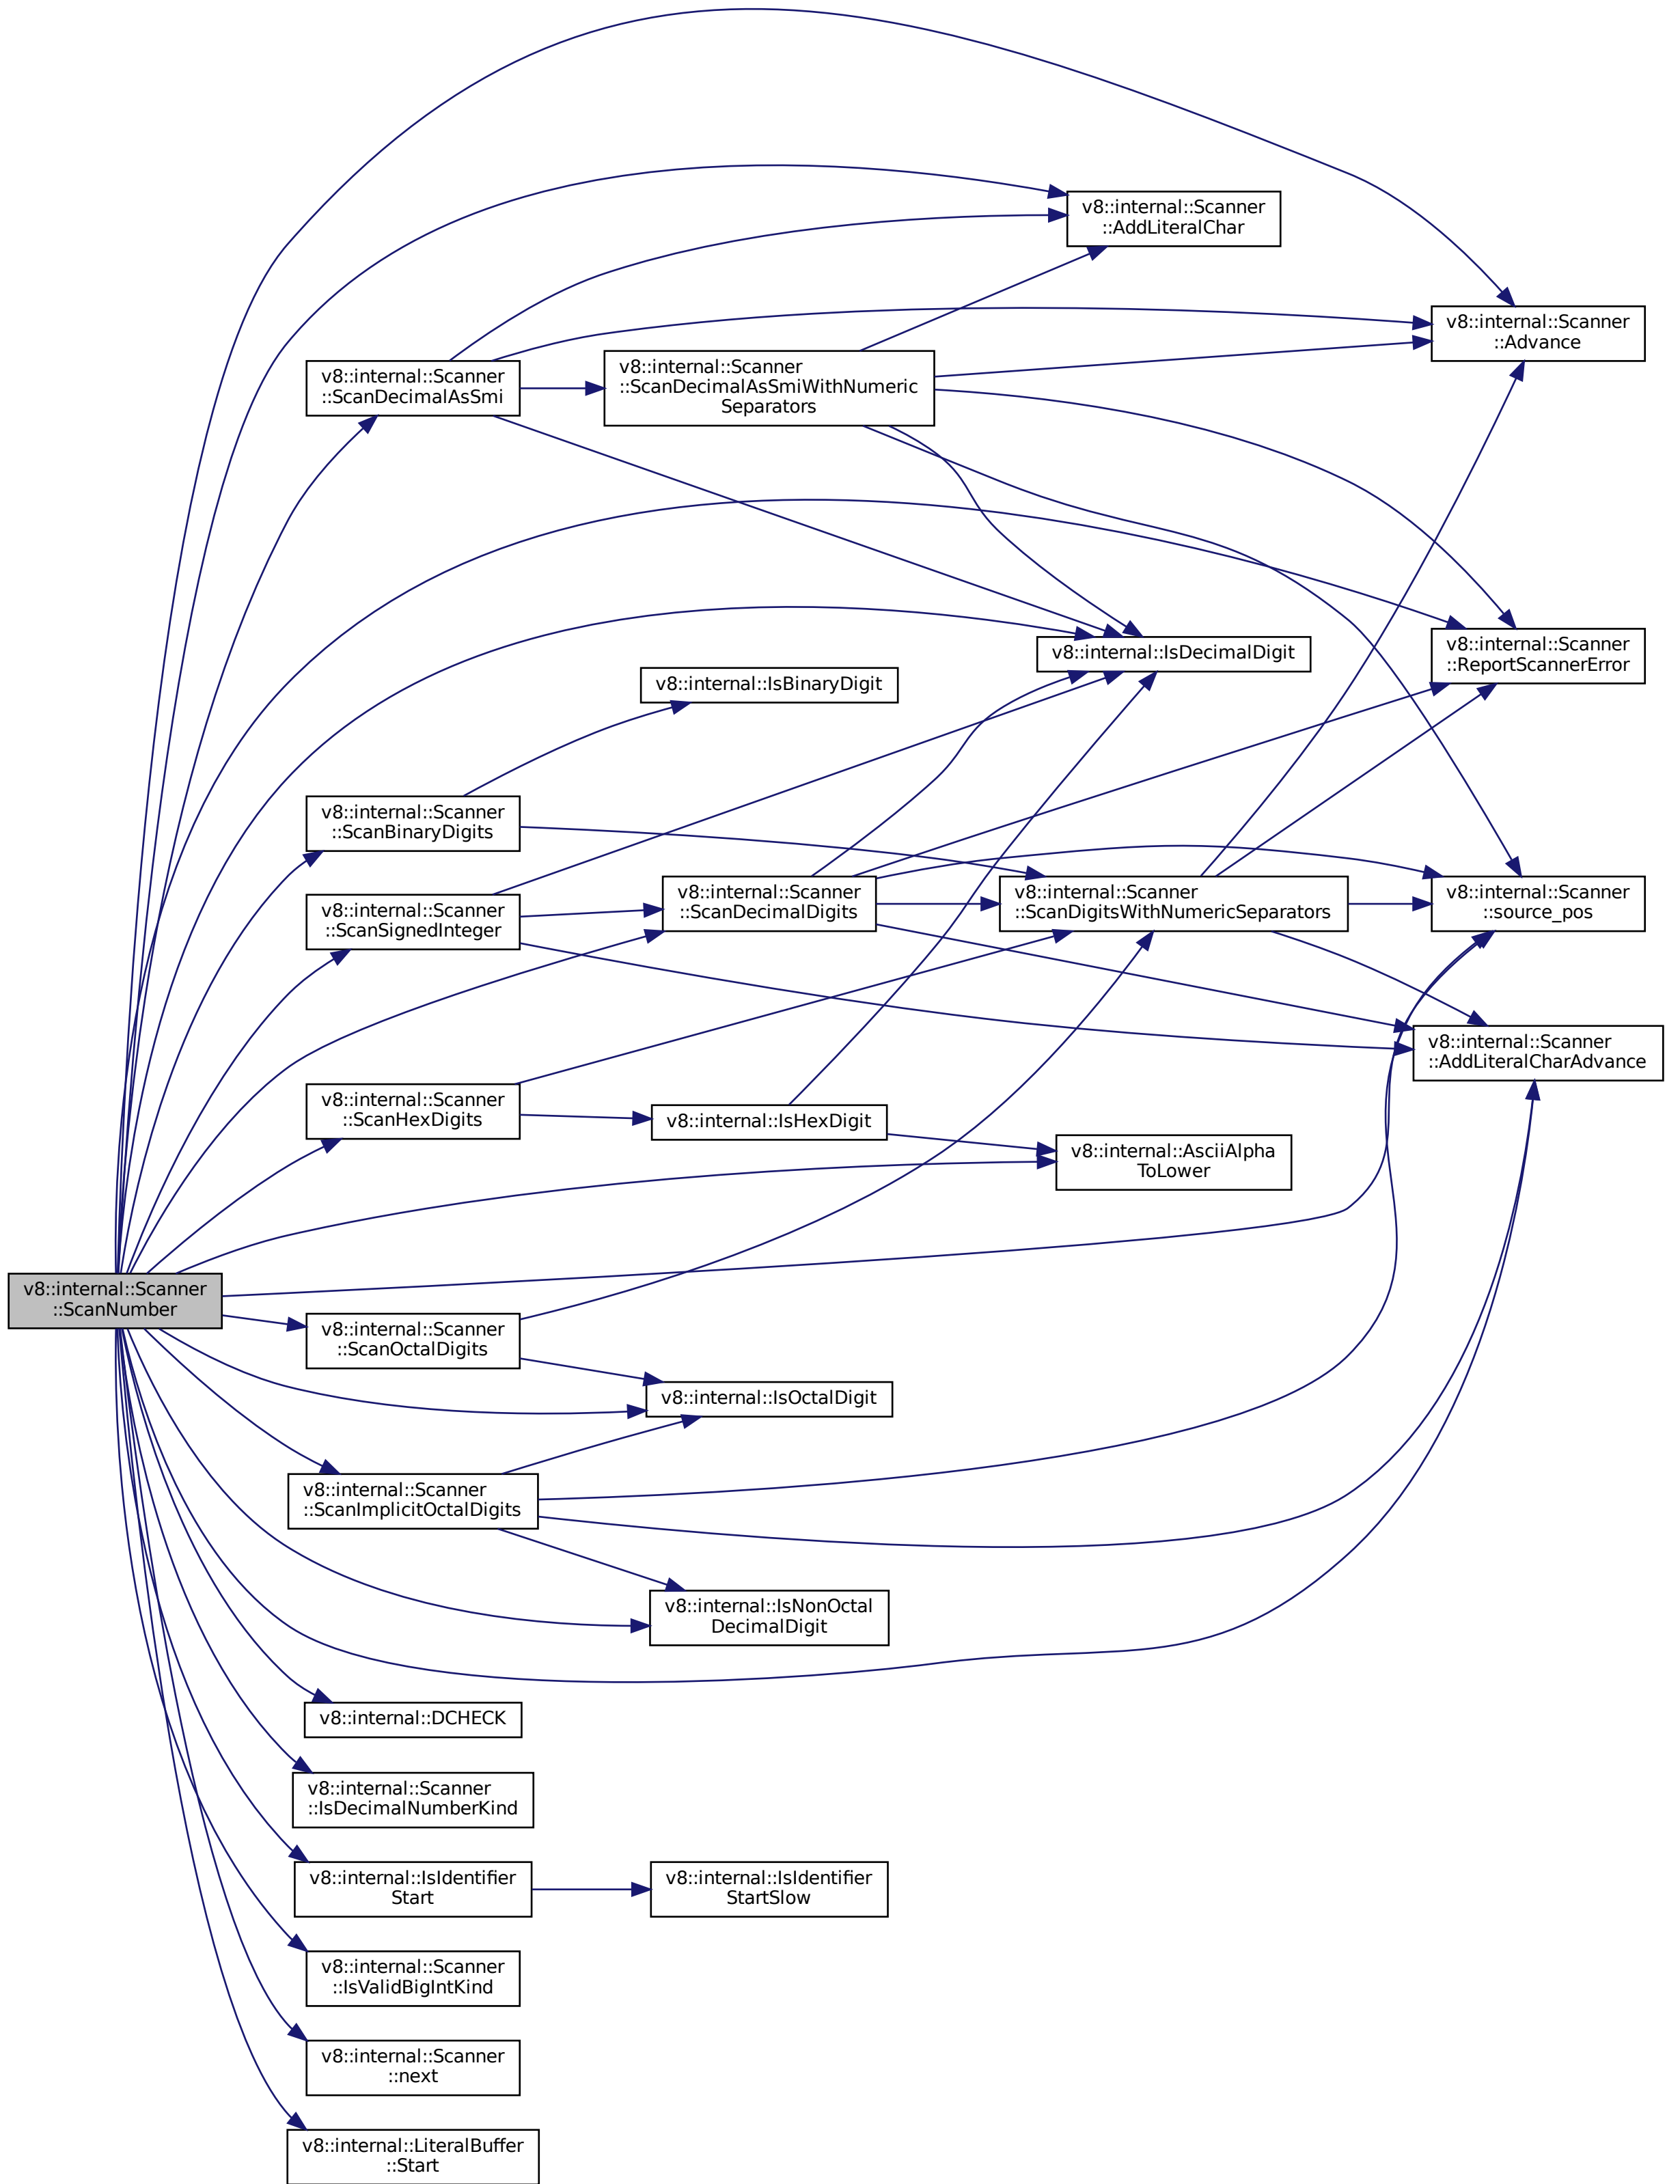 v8::internal::Scanner
::AddLiteralChar
v8::internal::Scanner
::Advance
v8::internal::Scanner
::ScanDecimalAsSmi
v8::internal::Scanner
::ScanDecimalAsSmiWithNumeric
Separators
v8::internal::IsDecimalDigit
v8::internal::Scanner
::ReportScannerError
v8::internal::IsBinaryDigit
v8::internal::Scanner
::ScanBinaryDigits
v8::internal::Scanner
::ScanSignedInteger
v8::internal::Scanner
::ScanDecimalDigits
v8::internal::Scanner
::ScanDigitsWithNumericSeparators
v8::internal::Scanner
::source_pos
v8::internal::Scanner
::AddLiteralCharAdvance
v8::internal::Scanner
::ScanHexDigits
v8::internal::IsHexDigit
v8::internal::AsciiAlpha
ToLower
v8::internal::Scanner
::ScanNumber
v8::internal::Scanner
::ScanOctalDigits
v8::internal::IsOctalDigit
v8::internal::Scanner
::ScanImplicitOctalDigits
v8::internal::IsNonOctal
DecimalDigit
v8::internal::DCHECK
v8::internal::Scanner
::IsDecimalNumberKind
v8::internal::IsIdentifier
Start
v8::internal::IsIdentifier
StartSlow
v8::internal::Scanner
::IsValidBigIntKind
v8::internal::Scanner
::next
v8::internal::LiteralBuffer
::Start